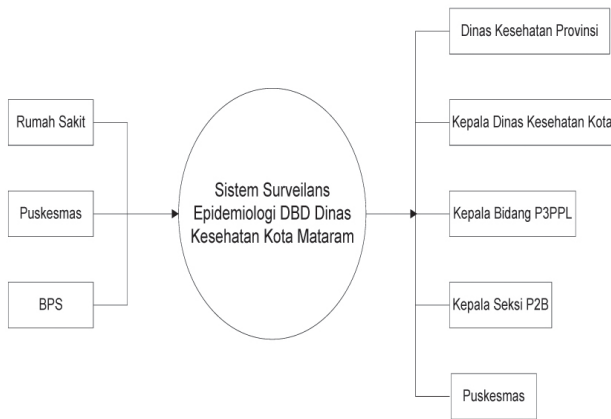 Rumah Sakit
Puskesmas
BPS
Sistem Surveilans
Epidemiologi DBD Dinas
Kesehatan Kota Mataram
Dinas Kesehatan Provinsi
Kepala Dinas Kesehatan Kota
Kepala Bidang P3PPL
Kepala Seksi P2B
Puskesmas